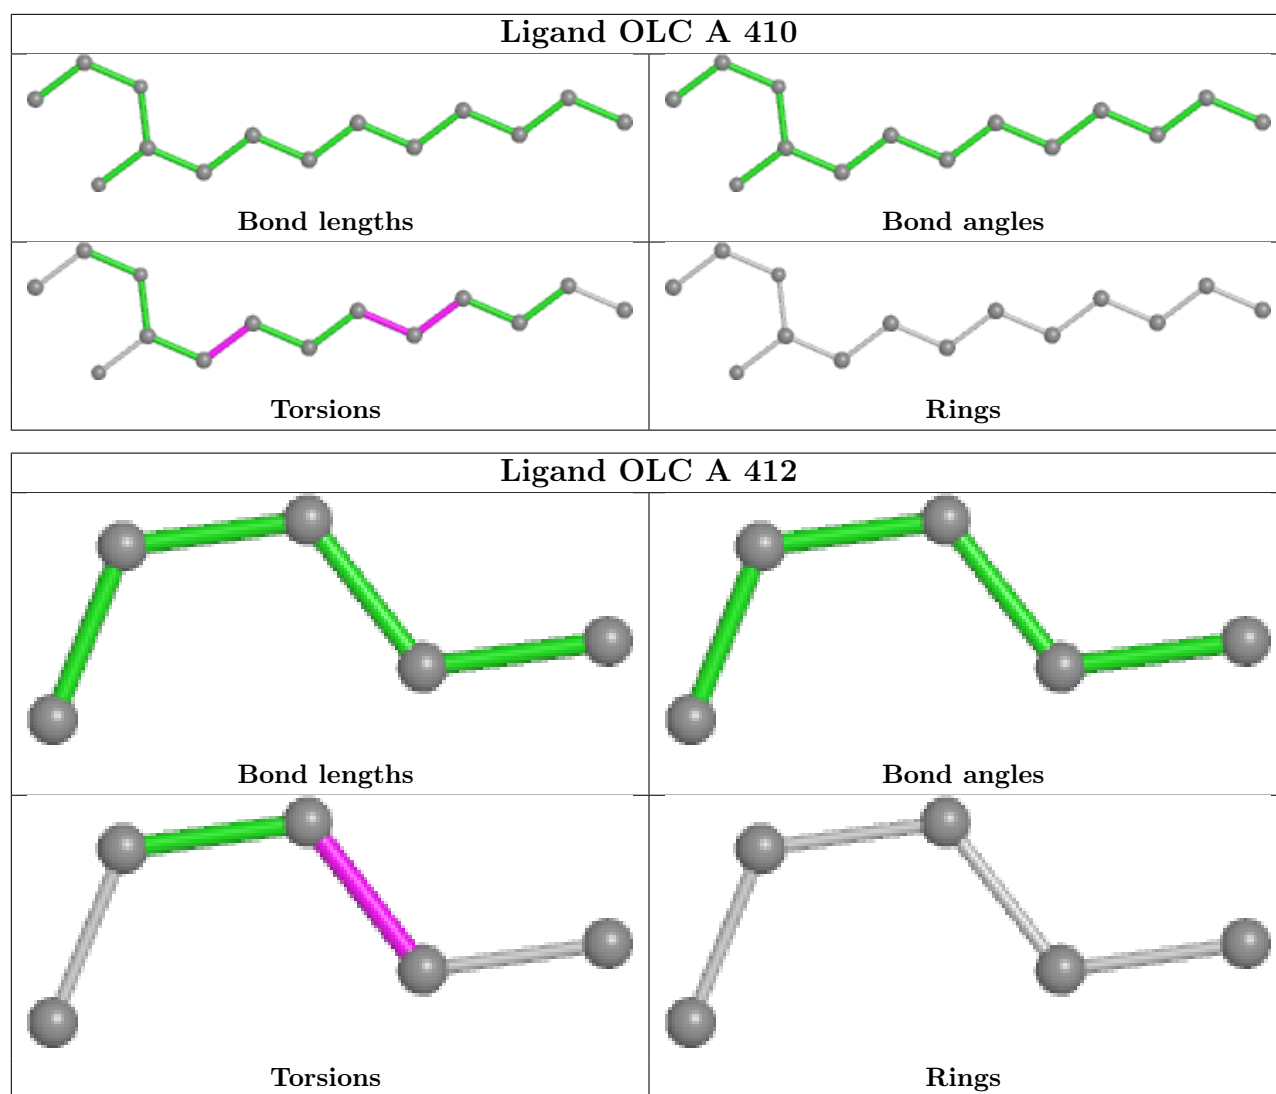 Ligand OLC A 410
Bond lengths
Bond angles
Torsions
Rings
Ligand OLC A 412
Bond lengths
Bond angles
Torsions
Rings